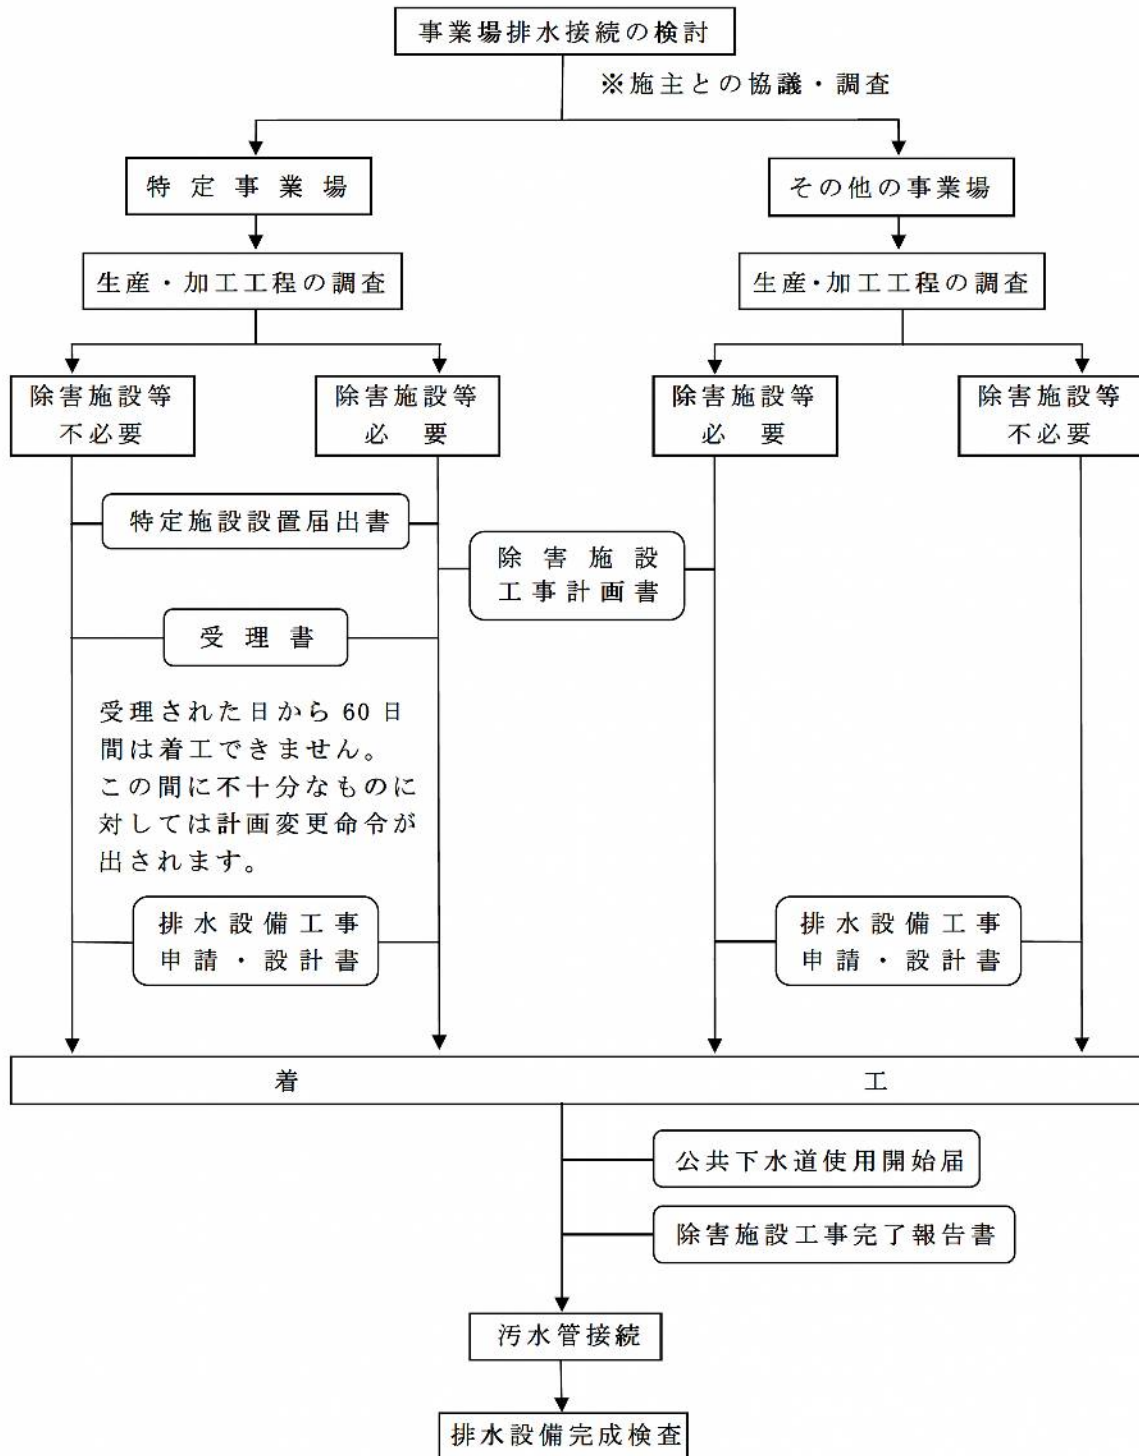 事業場排水接続の検討
※施主との協議・調査
特定事業場
その他の事業場
生産・加工工程の調査
生産・加工工程の調査
除害施設等
不必要
除害施設等
必要
除害施設等
必要
除害施設等
不必要
特定施設設置届出書
除害施設
工事計画書
受理書
受理された日から 60 日
間は着工できません。
この間に不十分なものに
対しては計画変更命令が
出されます。
排水設備工事
申請・設計書
排水設備工事
申請・設計書
着工
公共下水道使用開始届
除害施設工事完了報告書
汚水管接続
排水設備完成検査